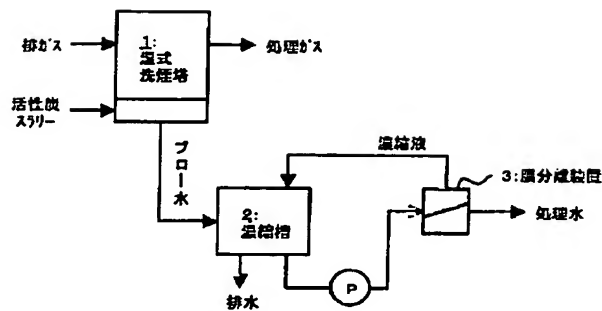 排ガス
1:
湿式
洗煙塔
処理ガス
活性炭
スラリー
ブロー水
濃縮液
3:膜分離装置
2:
濃縮槽
処理水
P
排水